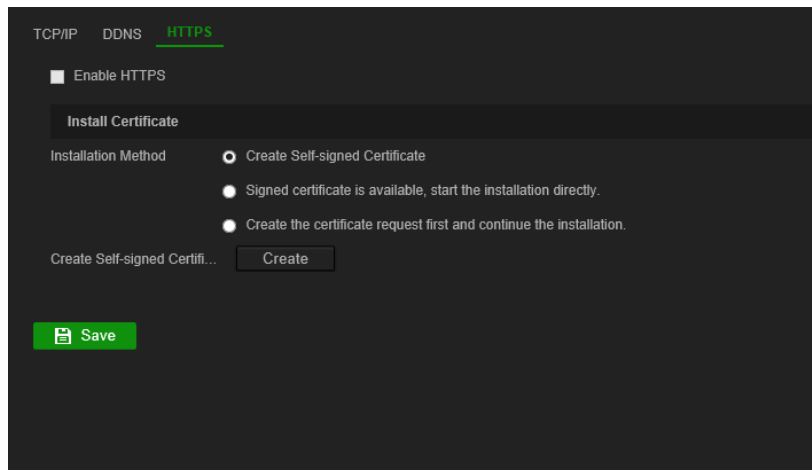 TCP/IP DDNS HTTPS
Enable HTTPS
Install Certificate
Installation Method Create Self-signed Certificate
Signed certificate is available, start the installation directly.
Create the certificate request first and continue the installation.
Create Self-signed Certifi... Create
Save